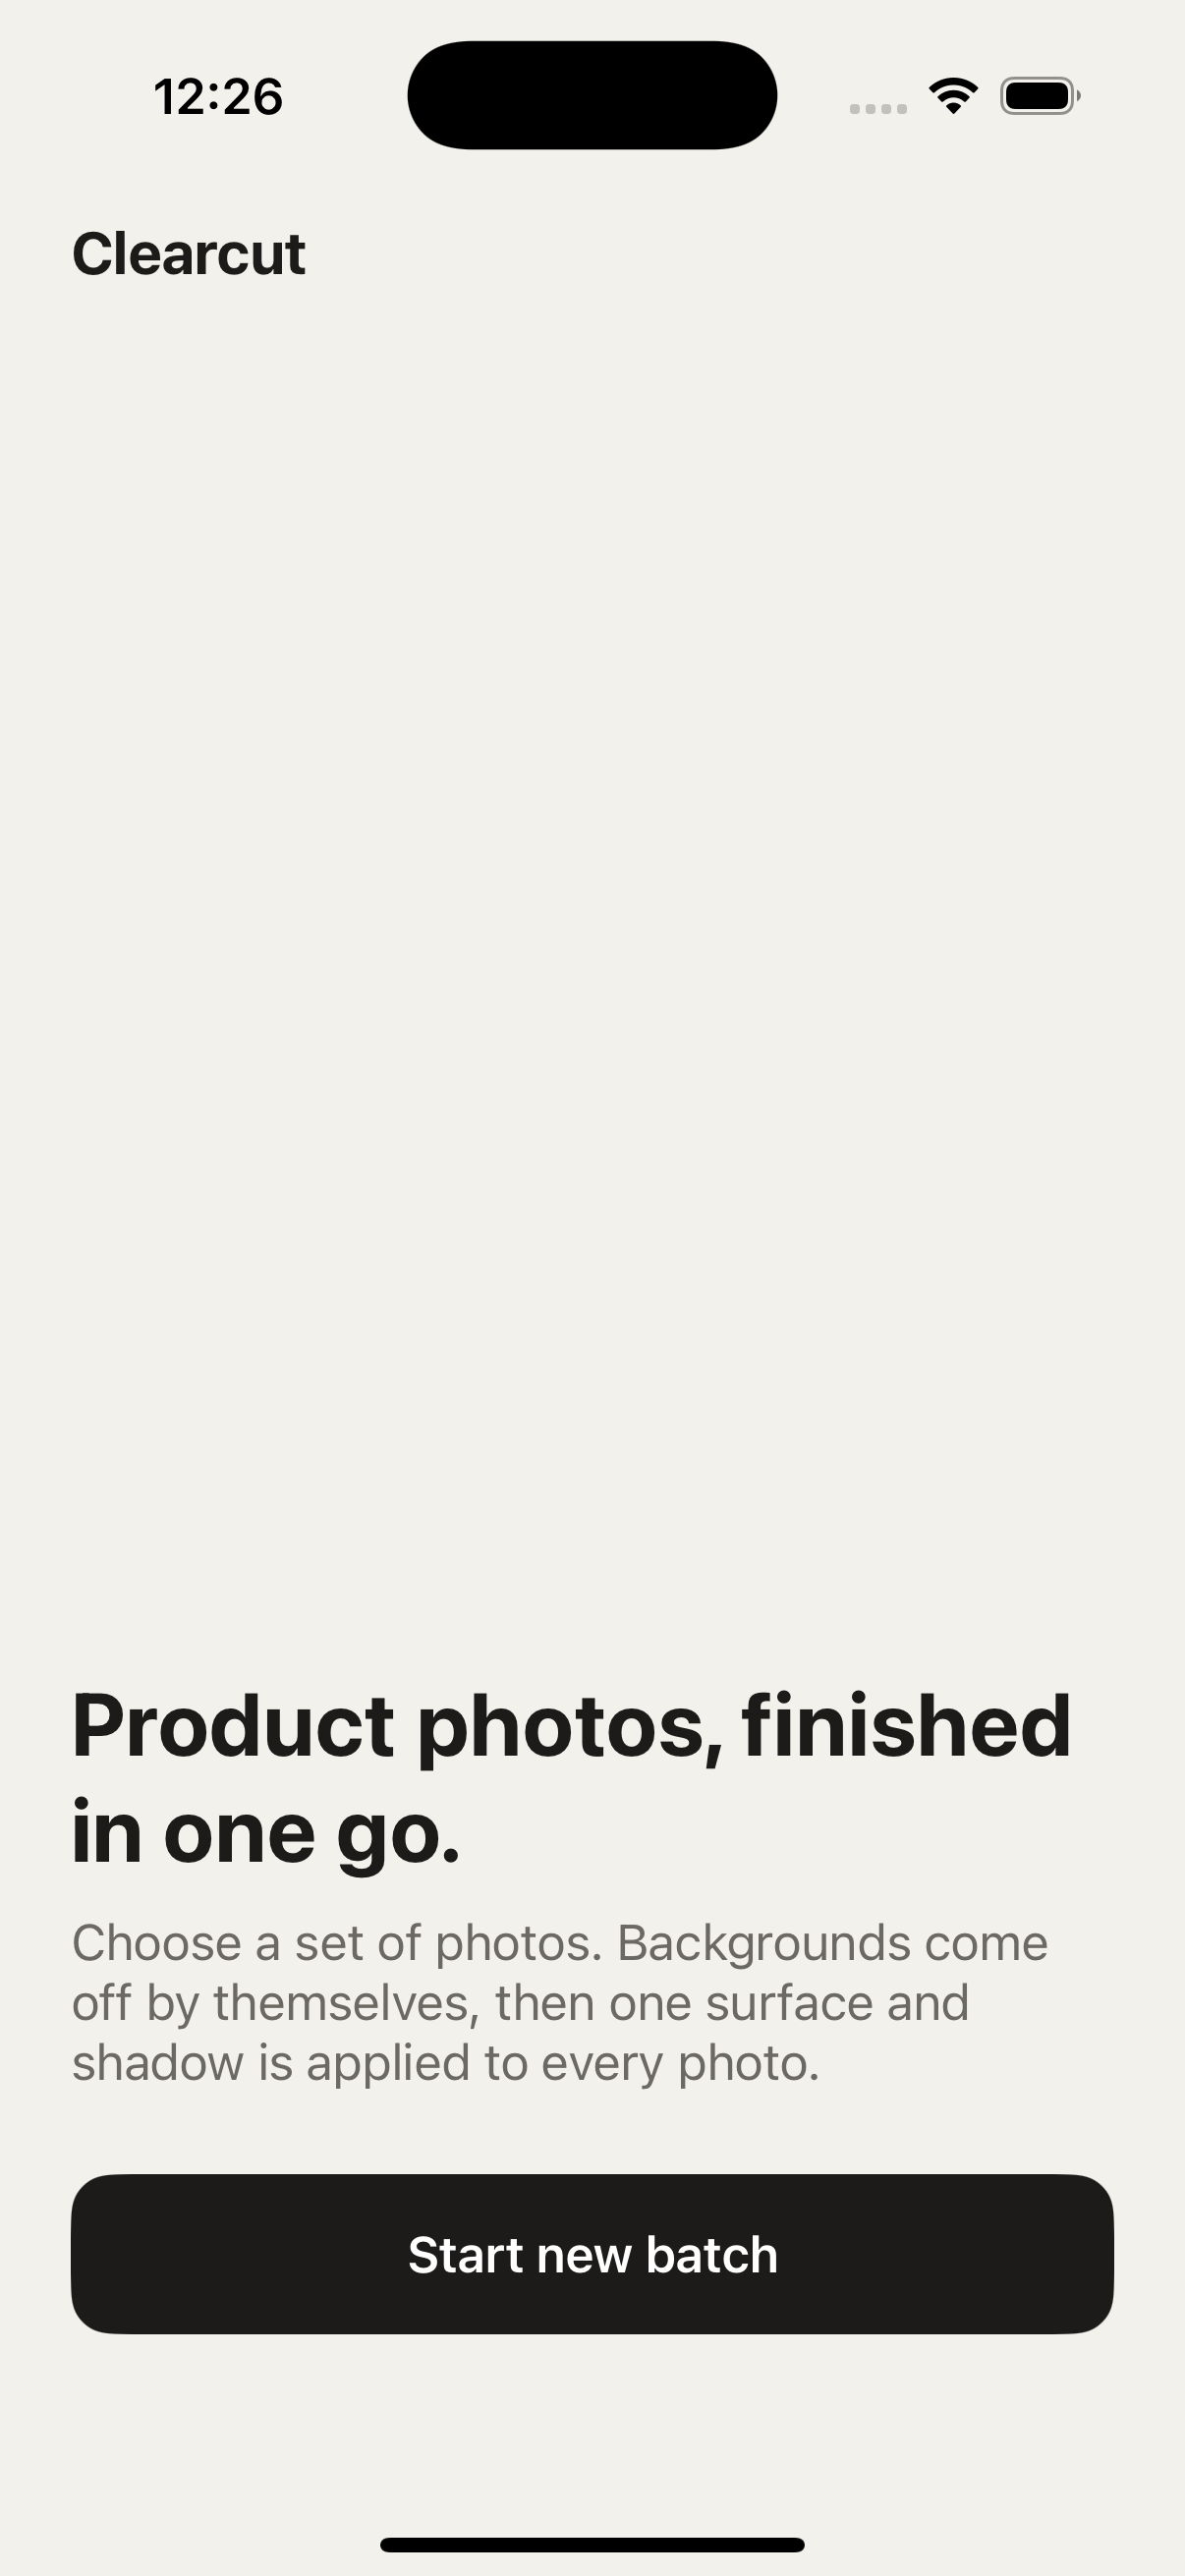 12:26
Clearcut
Product photos, finished
in one go.
Choose a set of photos. Backgrounds come
off by themselves, then one surface and
shadow is applied to every photo.
Start new batch